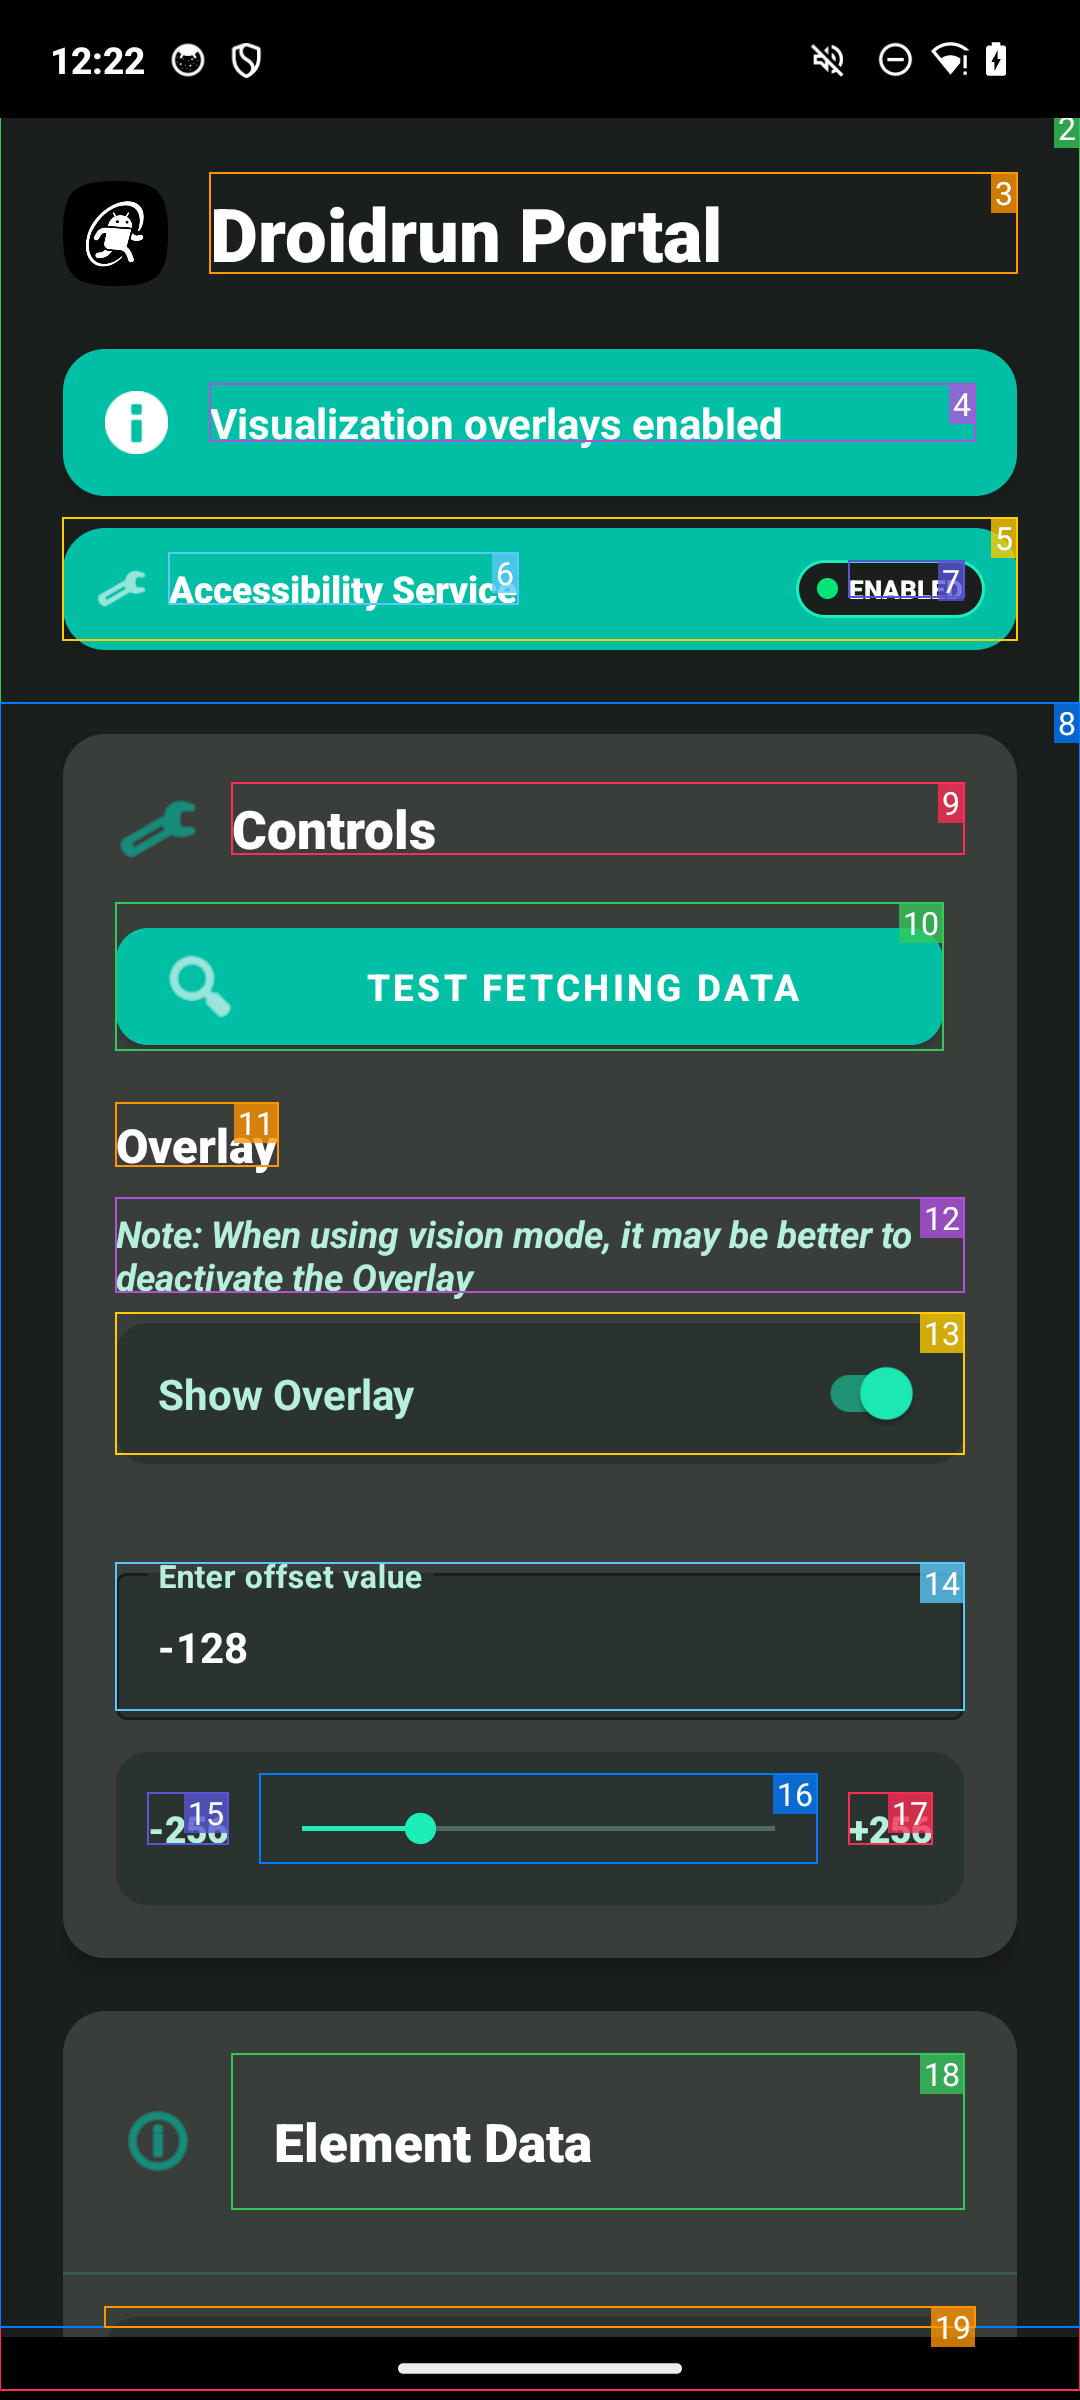 12:22
2
3
Droidrun Portal
4
Visualization overlays enabled
5
6
Accessibility Service
7
ENABLED
8
9
Controls
10
TEST FETCHING DATA
11
Overlay
12
Note: When using vision mode, it may be better to
deactivate the Overlay
13
Show Overlay
Enter offset value
14
-128
16
15
17
-256
+256
18
Element Data
19